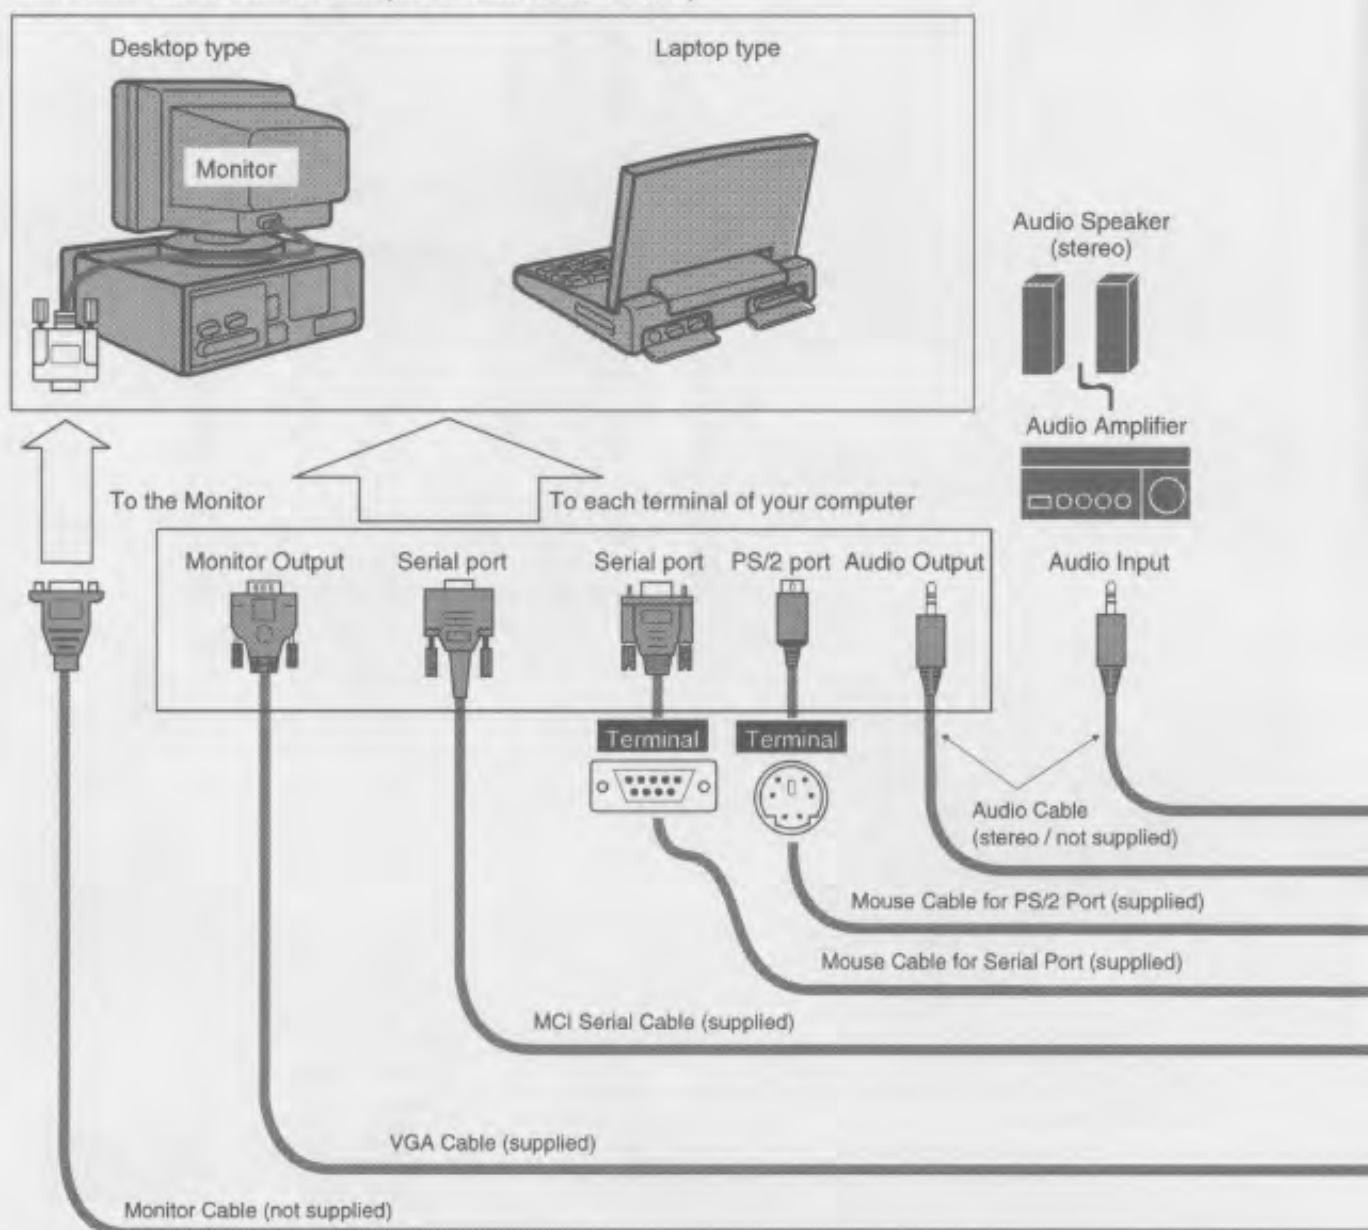 Desktop type
Laptop type
Monitor
Audio Speaker
(stereo)
Audio Amplifier
To the Monitor
To each terminal of your computer
Monitor Output
Serial port
Serial port
PS/2 port
Audio Output
Audio Input
Terminal
Terminal
Audio Cable
(stereo / not supplied)
Mouse Cable for PS/2 Port (supplied)
Mouse Cable for Serial Port (supplied)
MCI Serial Cable (supplied)
VGA Cable (supplied)
Monitor Cable (not supplied)